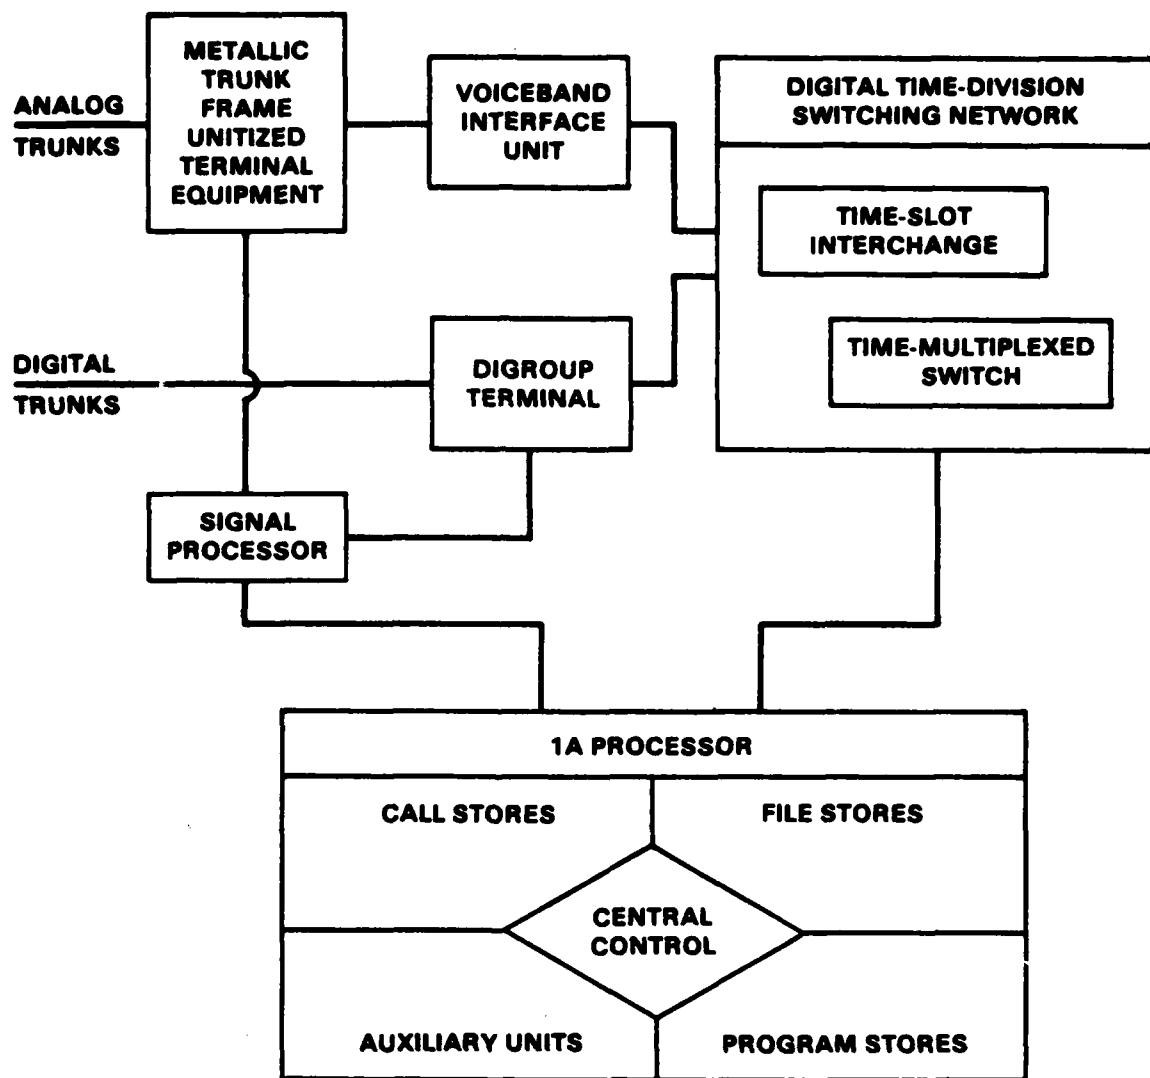 METALLIC
TRUNK
FRAME
UNITIZED
TERMINAL
EQUIPMENT
ANALOG
TRUNKS
VOICEBAND
INTERFACE
UNIT
DIGITAL TIME-DIVISION
SWITCHING NETWORK
TIME-SLOT
INTERCHANGE
TIME-MULTIPLEXED
SWITCH
DIGITAL
TRUNKS
DIGROUP
TERMINAL
SIGNAL
PROCESSOR
1A PROCESSOR
CALL STORES
FILE STORES
CENTRAL
CONTROL
AUXILIARY UNITS
PROGRAM STORES